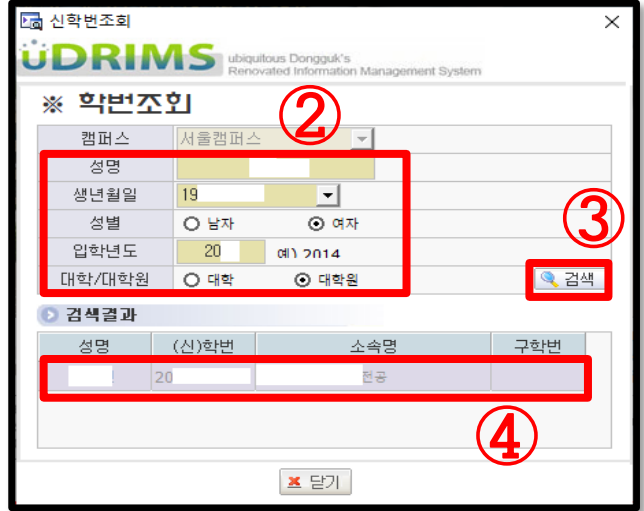 신학번조회
üDRIMS ubiquitous Dongguk's
Renovated Information Management System
※ 학번조회
②
캠퍼스 서울캠퍼스
성명
생년월일 19
성별 남자 여자
③
입학년도 20 예) 2014
대학/대학원 대학 대학원 검색
검색결과
성명 (신)학번 소속명 구학번
20 전공
④
닫기